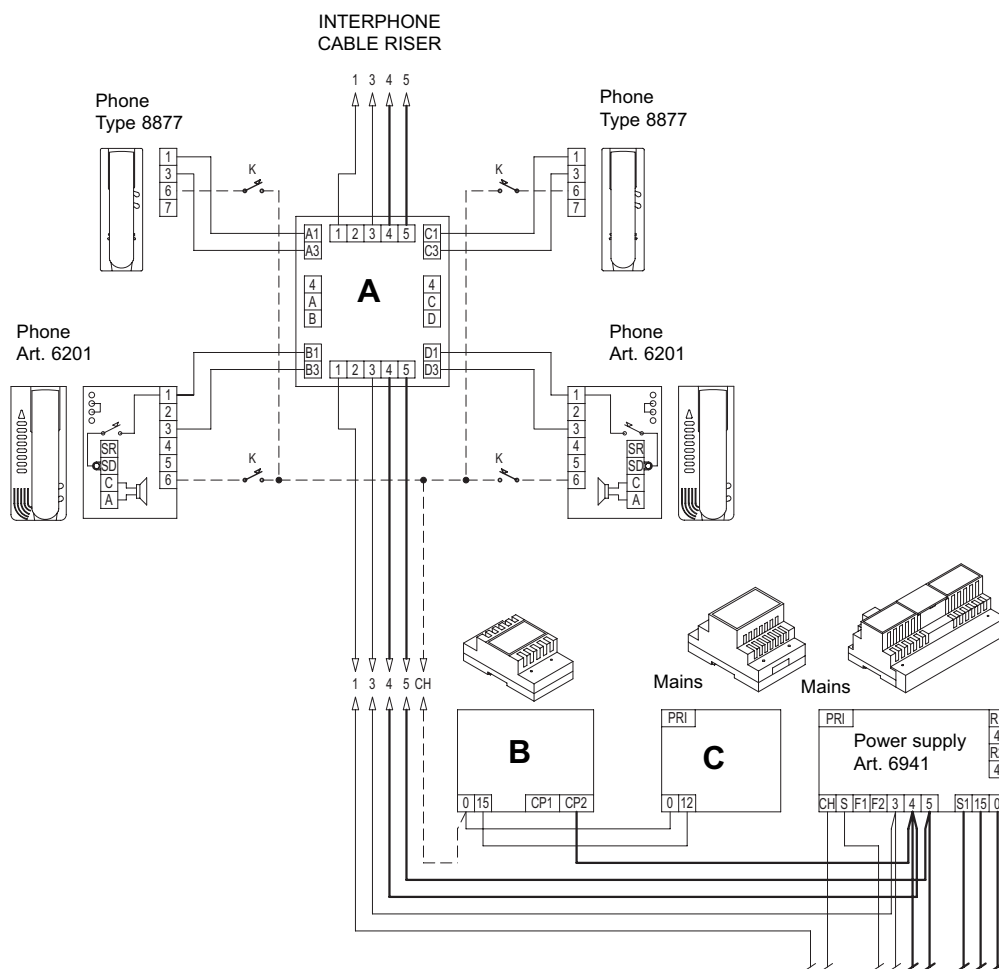 INTERPHONE
CABLE RISER
1 3 4 5
Phone
Type 8877
Phone
Type 8877
1
3
6
7
K
K
1
3
6
7
A1
A3
1 2 3 4 5
C1
C3
4
A
B
A
4
C
D
Phone
Art. 6201
Phone
Art. 6201
B1
B3
1 2 3 4 5
D1
D3
1
2
3
4
5
6
SR
SD
C
A
K
K
1
2
3
4
5
6
SR
SD
C
A
1 3 4 5 CH
Mains
Mains
B
0 15 CP1 CP2
PRI
C
0 12
PRI
Power supply
Art. 6941
R
4
R
4
CH S F1 F2 3 4 5 S1 15 0